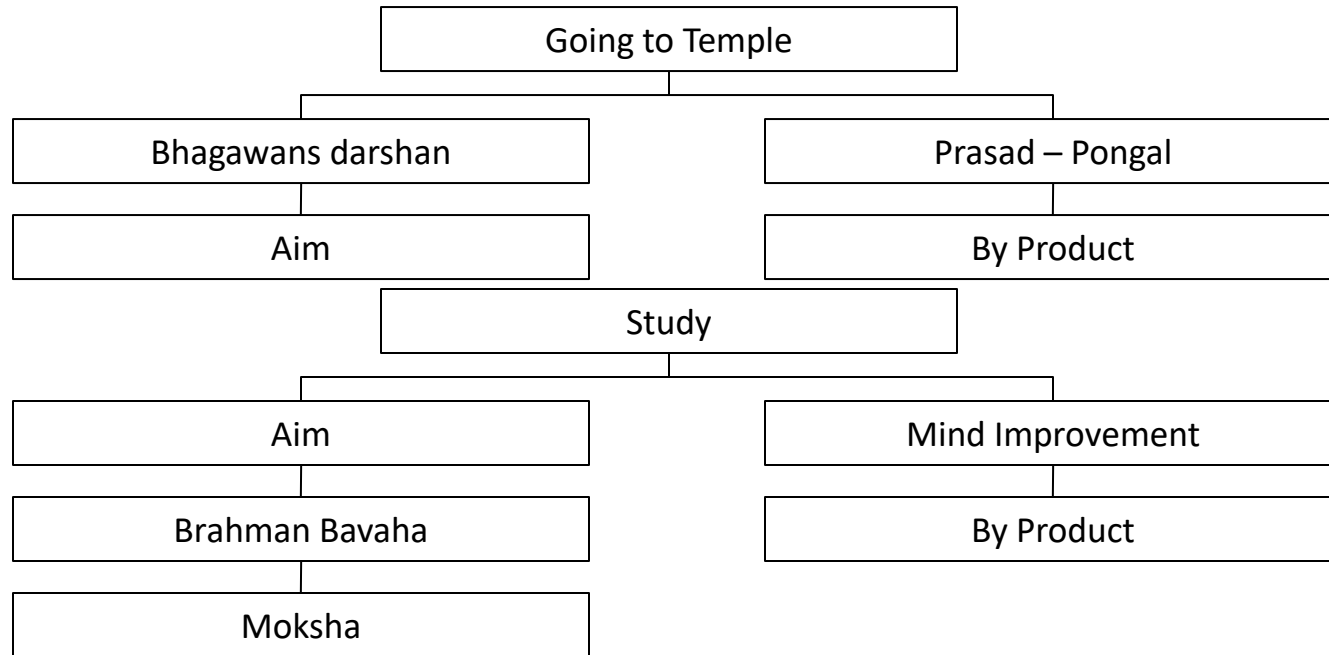 Going to Temple
Bhagawans darshan
Prasad – Pongal
Aim
By Product
Study
Aim
Mind Improvement
Brahman Bavaha
By Product
Moksha